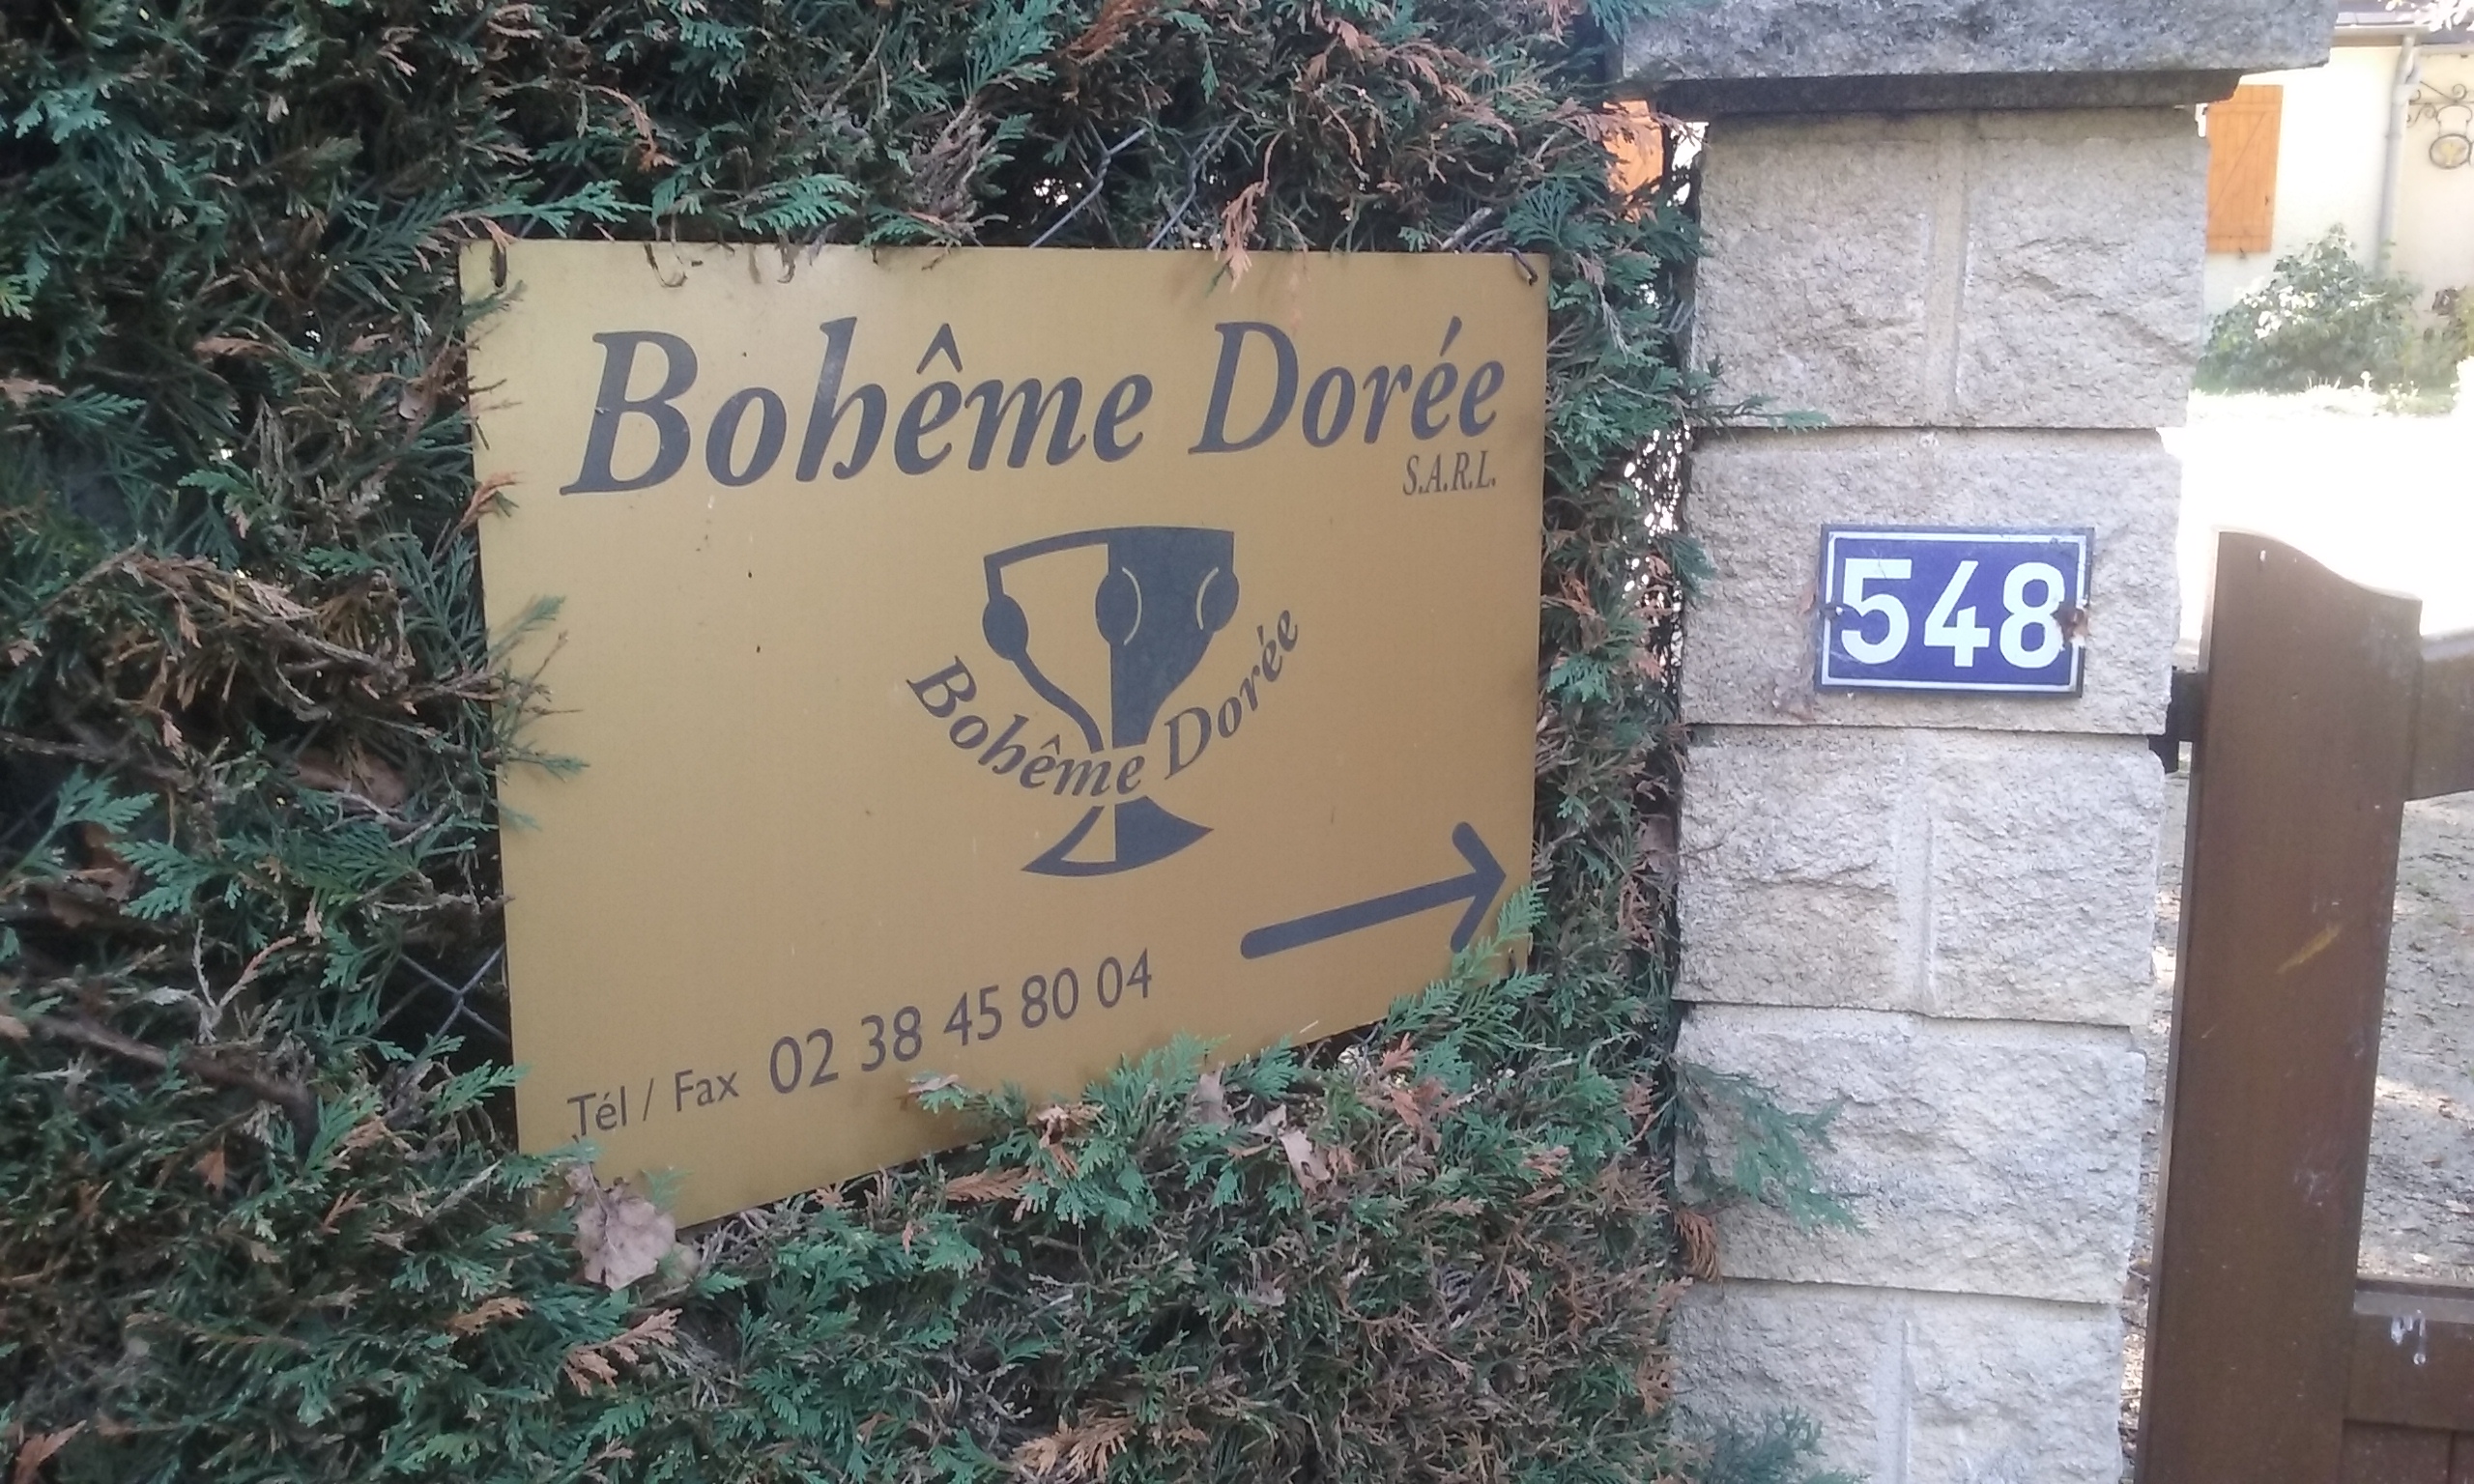 Bohême Dorée
S.A.R.L.
Bohême Dorée
Tél / Fax 02 38 45 80 04
548